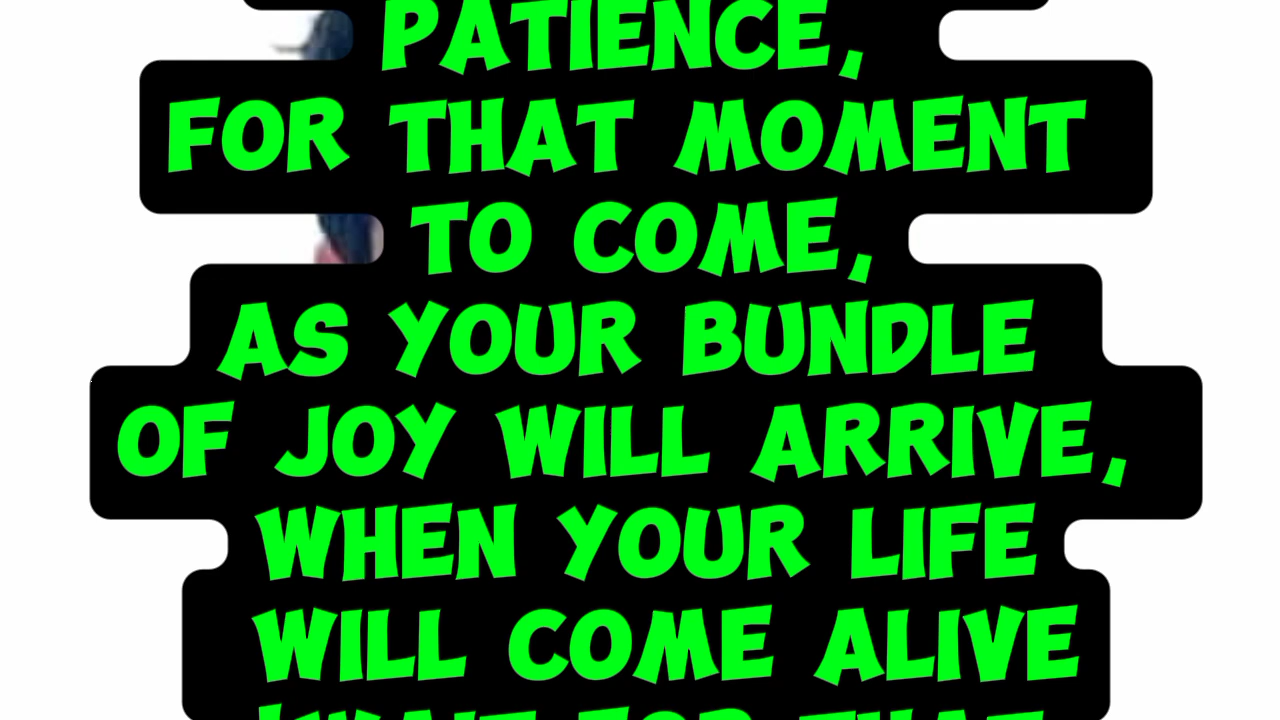 PATIENCE,
FOR THAT MOMENT
TO COME,
AS YOUR BUNDLE
OF JOY WILL ARRIVE,
WHEN YOUR LIFE
WILL COME ALIVE